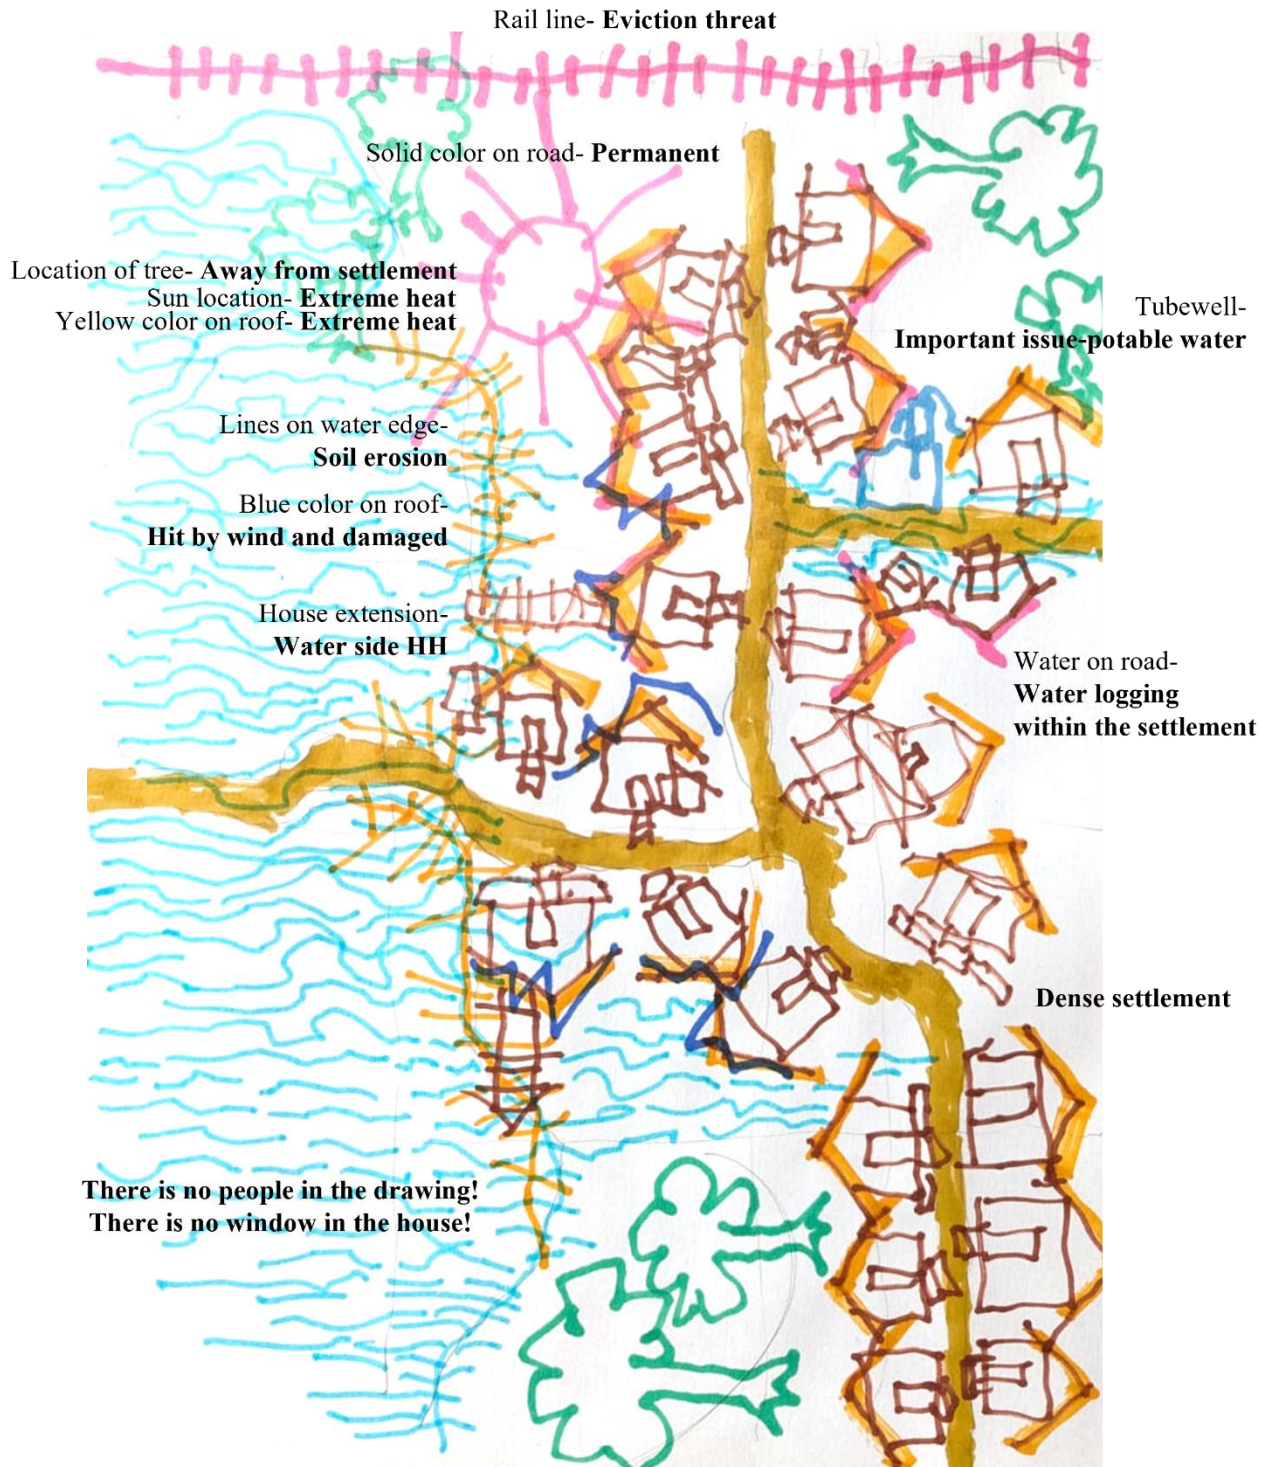 Rail line- Eviction threat
Solid color on road- Permanent
Location of tree- Away from settlement
Sun location- Extreme heat
Yellow color on roof- Extreme heat
Tubewell-
Important issue-potable water
Lines on water edge-
Soil erosion
Blue color on roof-
Hit by wind and damaged
House extension-
Water side HH
Water on road-
Water logging
within the settlement
Dense settlement
There is no people in the drawing!
There is no window in the house!